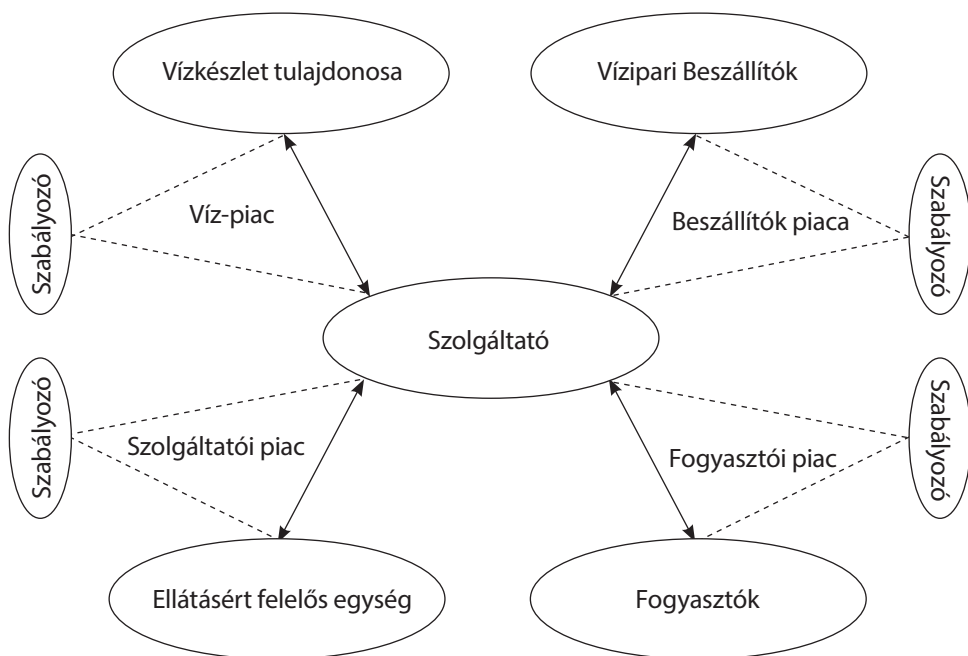 Vízkészlet tulajdonosa
Vízipari Beszállítók
Szabályozó
Víz-piac
Beszállítók piaca
Szabályozó
Szolgáltató
Szabályozó
Szolgáltatói piac
Fogyasztói piac
Szabályozó
Ellátásért felelős egység
Fogyasztók